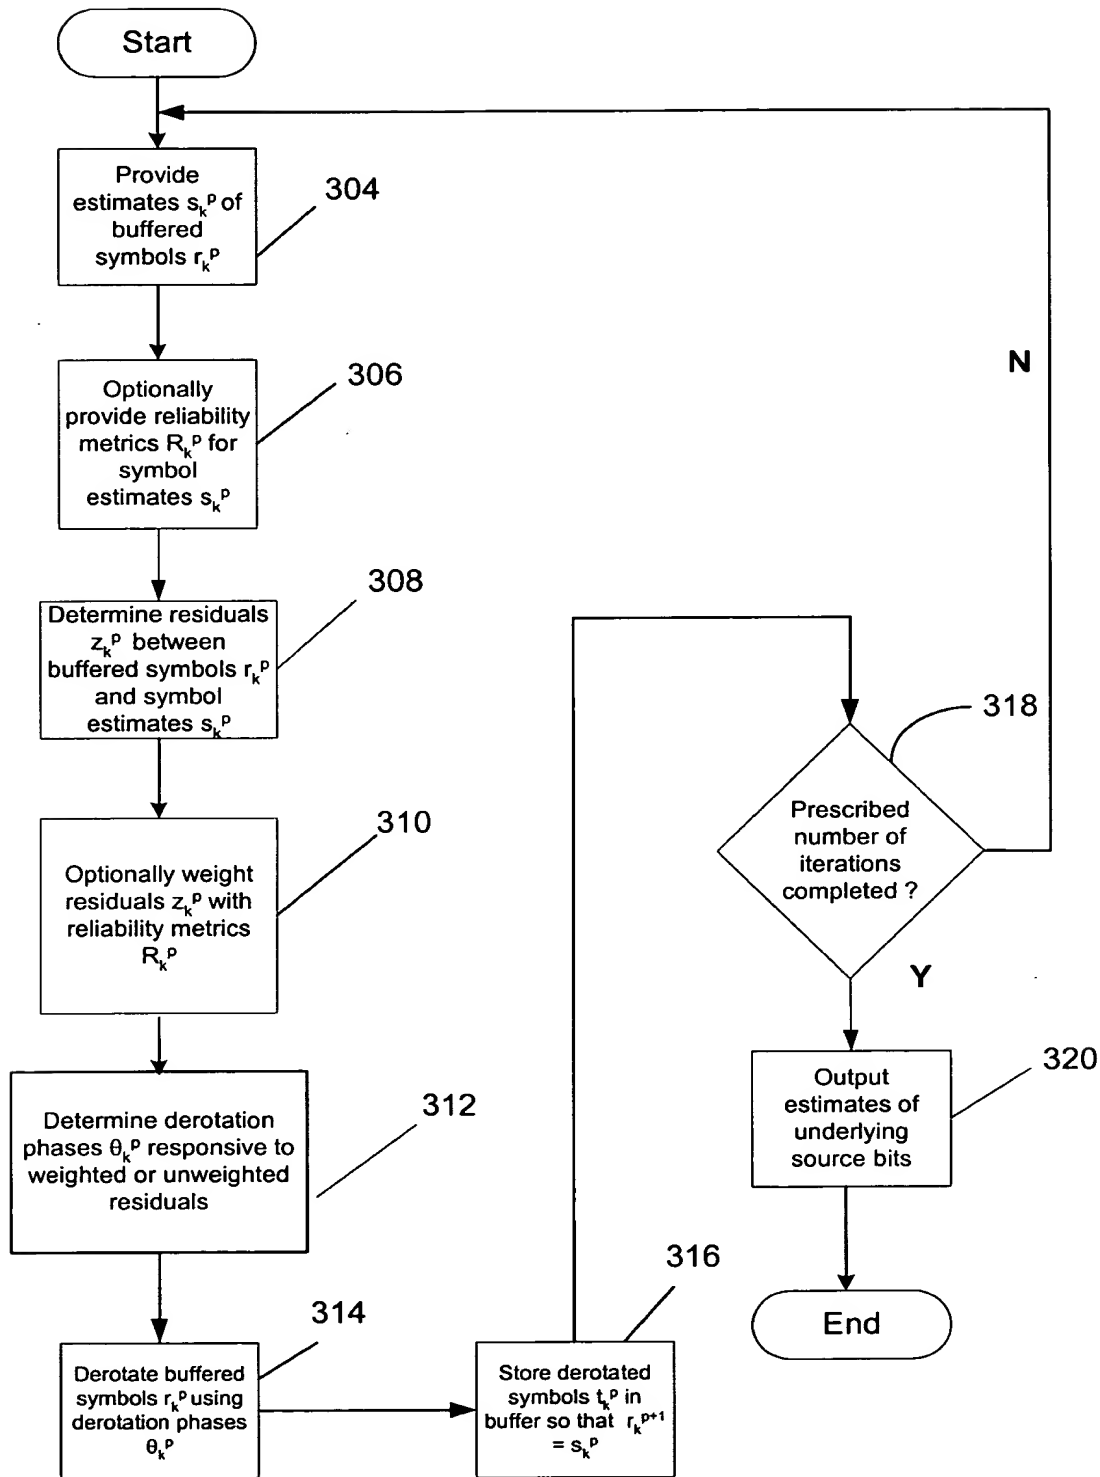 Start
Provide
estimates sₖᵖ of
buffered
symbols rₖᵖ
304
Optionally
provide reliability
metrics Rₖᵖ for
symbol
estimates sₖᵖ
306
Determine residuals
zₖᵖ between
buffered symbols rₖᵖ
and symbol
estimates sₖᵖ
308
Optionally weight
residuals zₖᵖ with
reliability metrics
Rₖᵖ
310
Determine derotation
phases θₖᵖ responsive to
weighted or unweighted
residuals
312
Derotate buffered
symbols rₖᵖ using
derotation phases
θₖᵖ
314
Store derotated
symbols tₖᵖ in
buffer so that rₖᵖ⁺¹
= sₖᵖ
316
Prescribed
number of
iterations
completed ?
318
N
Y
Output
estimates of
underlying
source bits
320
End